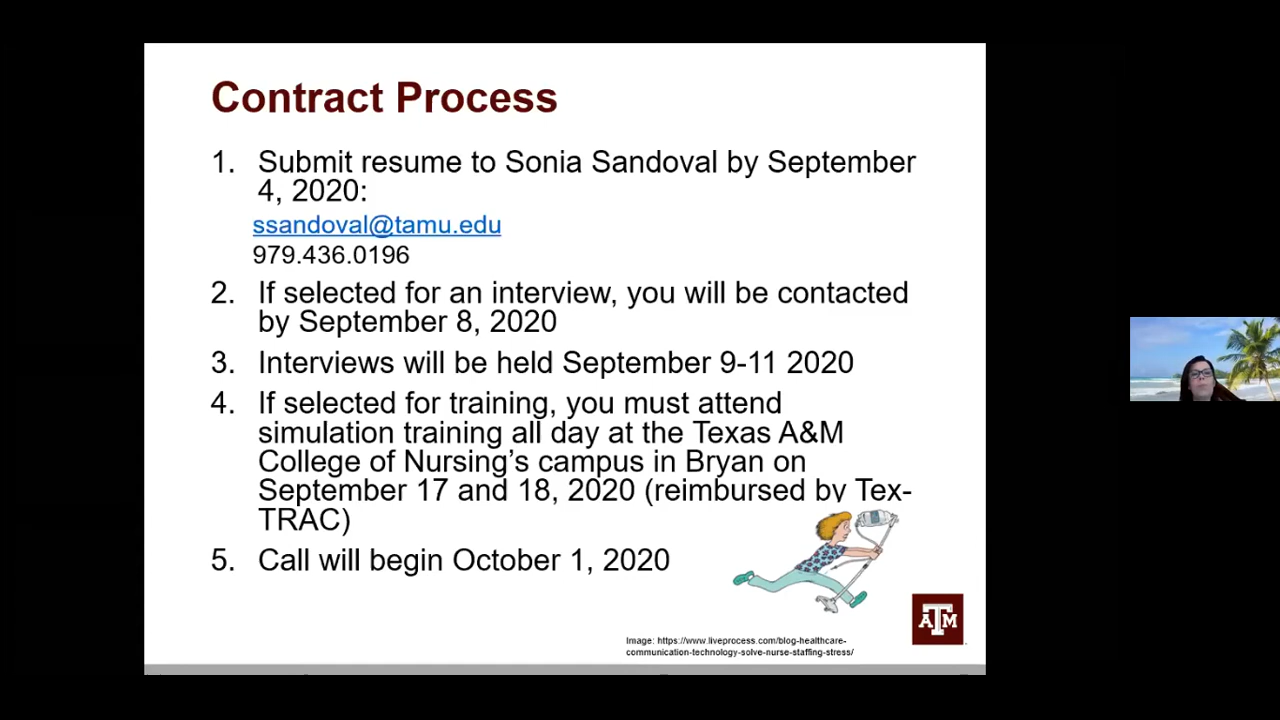 Contract Process
1. Submit resume to Sonia Sandoval by September
4, 2020:
ssandoval@tamu.edu
979.436.0196
2. If selected for an interview, you will be contacted
by September 8, 2020
3. Interviews will be held September 9-11 2020
4. If selected for training, you must attend
simulation training all day at the Texas A&M
College of Nursing’s campus in Bryan on
September 17 and 18, 2020 (reimbursed by Tex-
TRAC)
5. Call will begin October 1, 2020
ATM
Image: https://www.liveprocess.com/blog-healthcare-
communication-technology-solve-nurse-staffing-stress/